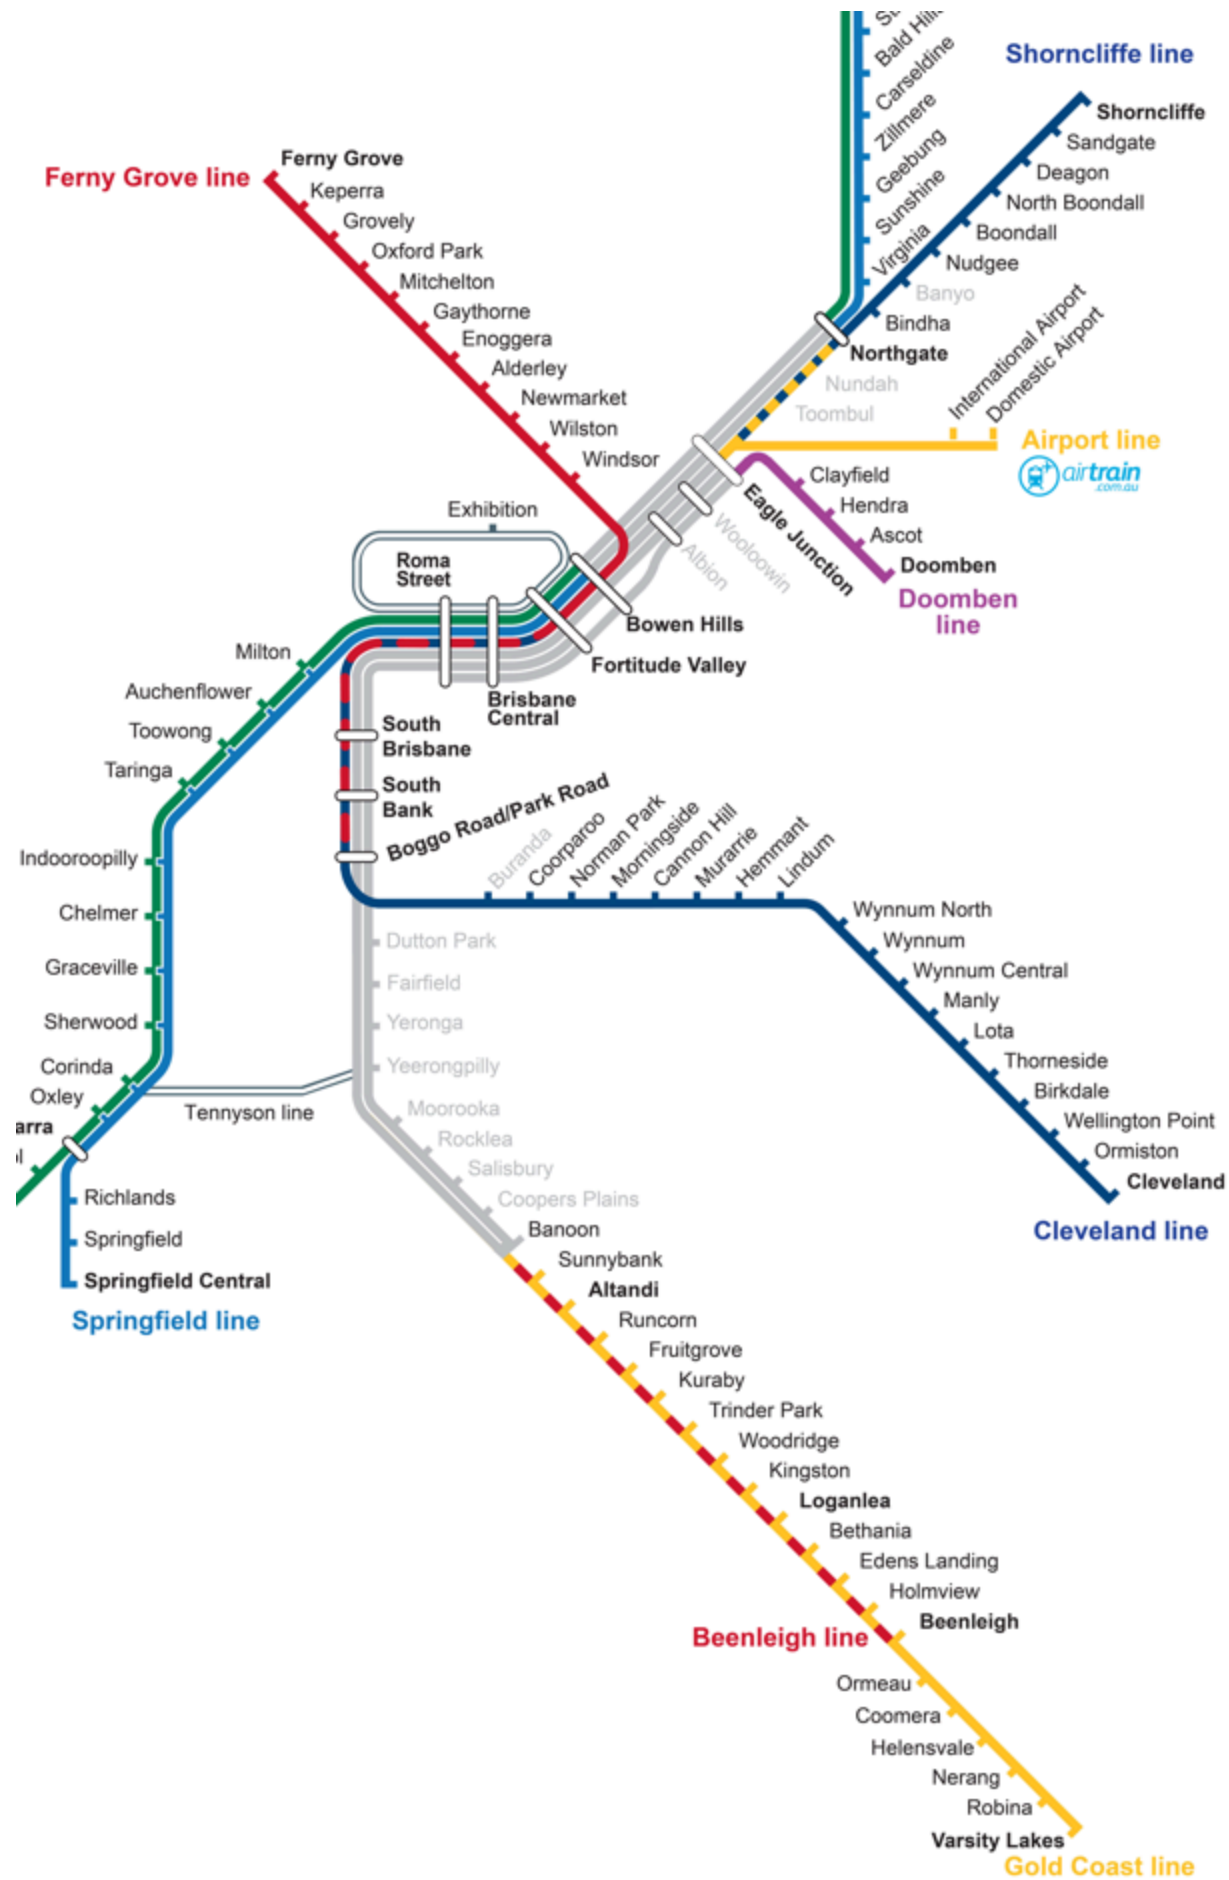 Bald Hills
Carseldine
Zillmere
Geebung
Sunshine
Virginia
Shorncliffe line
Shorncliffe
Sandgate
Deagon
North Boondall
Boondall
Nudgee
Banyo
Bindha
Northgate
Nundah
Toombul
International Airport
Domestic Airport
Airport line
airtrain
.com.au
Ferny Grove line
Ferny Grove
Keperra
Grovely
Oxford Park
Mitchelton
Gaythorne
Enoggera
Alderley
Newmarket
Wilston
Windsor
Clayfield
Hendra
Ascot
Doomben
Doomben
line
Eagle Junction
Wooloowin
Albion
Exhibition
Roma
Street
Bowen Hills
Fortitude Valley
Brisbane
Central
Milton
Auchenflower
Toowong
Taringa
Indooroopilly
Chelmer
Graceville
Sherwood
Corinda
Oxley
arra
Tennyson line
Richlands
Springfield
Springfield Central
Springfield line
South
Brisbane
South
Bank
Boggo Road/Park Road
Buranda
Coorparoo
Norman Park
Morningside
Cannon Hill
Murarrie
Hemmant
Lindum
Wynnum North
Wynnum
Wynnum Central
Manly
Lota
Thorneside
Birkdale
Wellington Point
Ormiston
Cleveland
Cleveland line
Dutton Park
Fairfield
Yeronga
Yeerongpilly
Moorooka
Rocklea
Salisbury
Coopers Plains
Banoon
Sunnybank
Altandi
Runcorn
Fruitgrove
Kuraby
Trinder Park
Woodridge
Kingston
Loganlea
Bethania
Edens Landing
Holmview
Beenleigh
Beenleigh line
Ormeau
Coomera
Helensvale
Nerang
Robina
Varsity Lakes
Gold Coast line